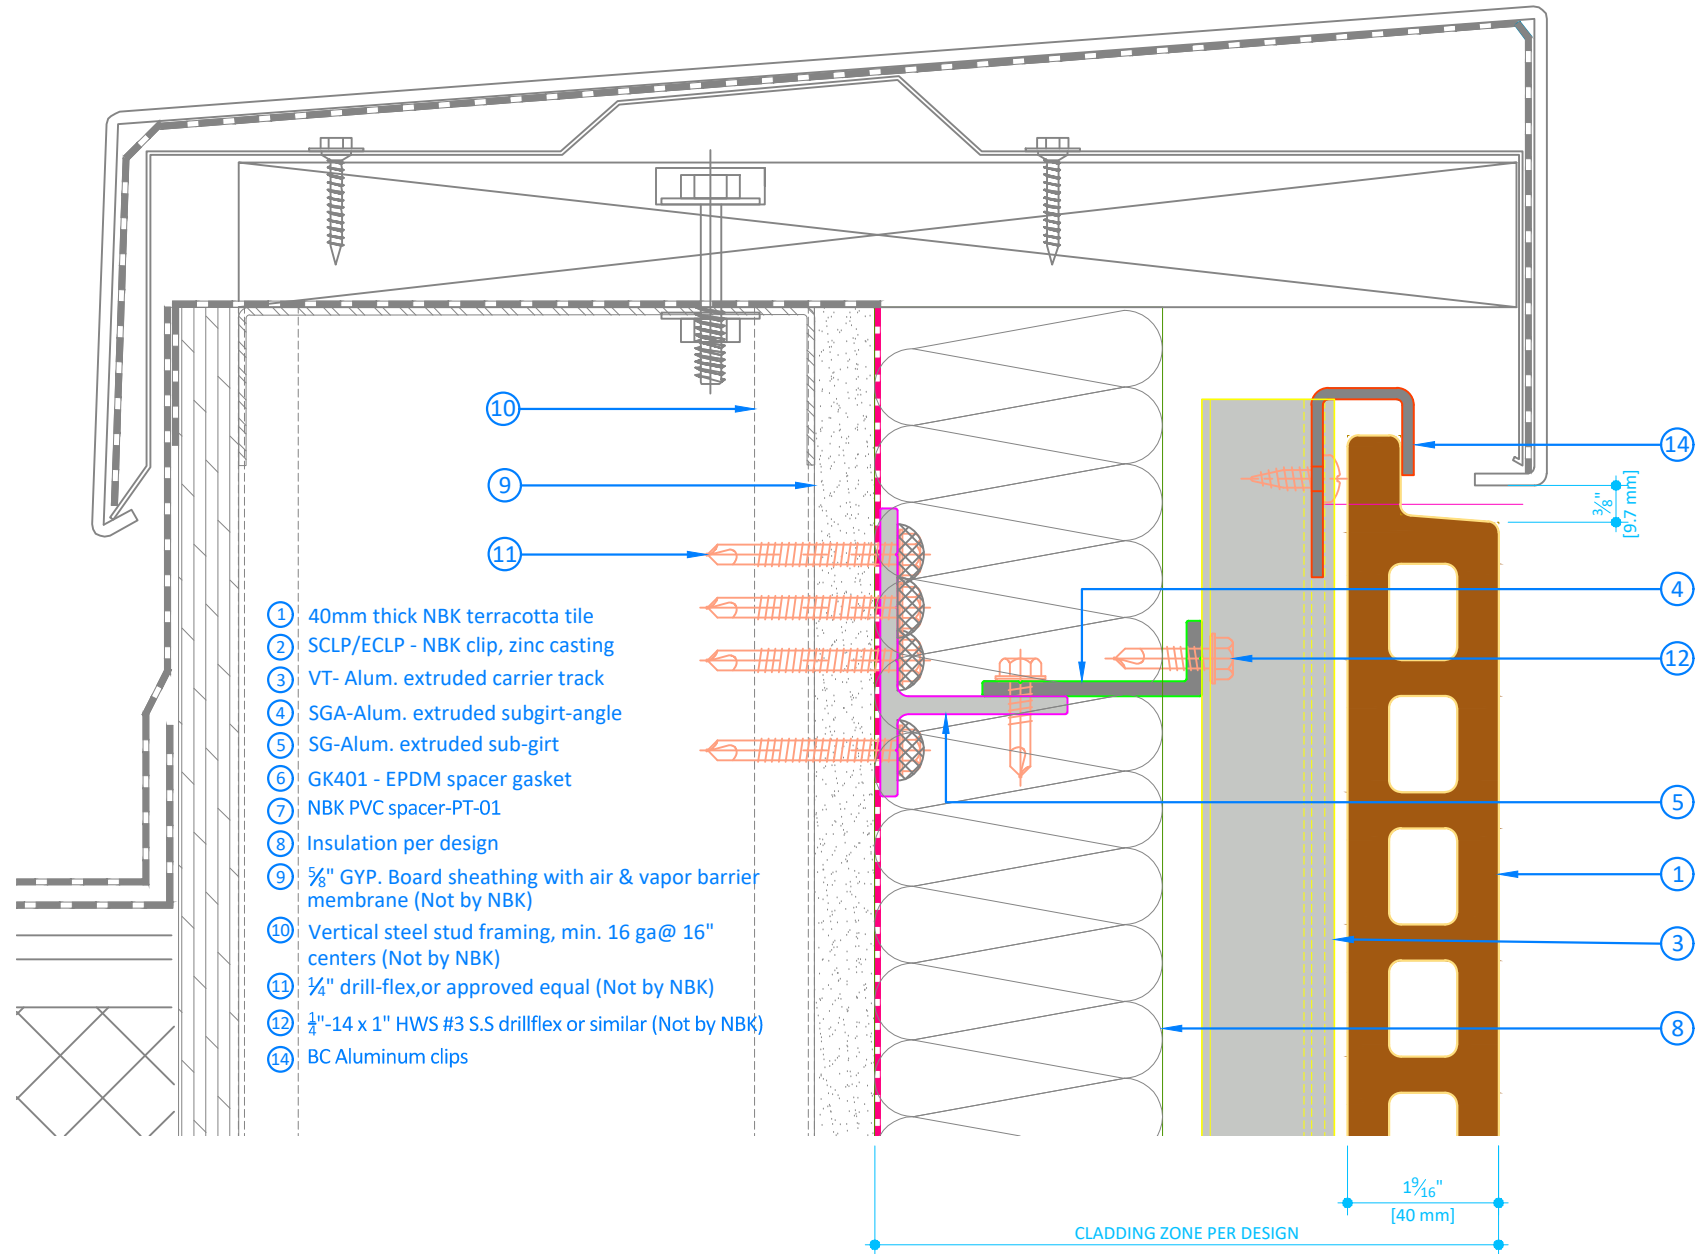 10
9
11
14
3/8"
[9.7 mm]
4
12
5
1
3
8
1 40mm thick NBK terracotta tile
2 SCLP/ECLP - NBK clip, zinc casting
3 VT- Alum. extruded carrier track
4 SGA-Alum. extruded subgirt-angle
5 SG-Alum. extruded sub-girt
6 GK401 - EPDM spacer gasket
7 NBK PVC spacer-PT-01
8 Insulation per design
9 5/8" GYP. Board sheathing with air & vapor barrier
membrane (Not by NBK)
10 Vertical steel stud framing, min. 16 ga@ 16"
centers (Not by NBK)
11 1/4" drill-flex,or approved equal (Not by NBK)
12 1/4"-14 x 1" HWS #3 S.S drillflex or similar (Not by NBK)
14 BC Aluminum clips
1 9/16"
[40 mm]
CLADDING ZONE PER DESIGN